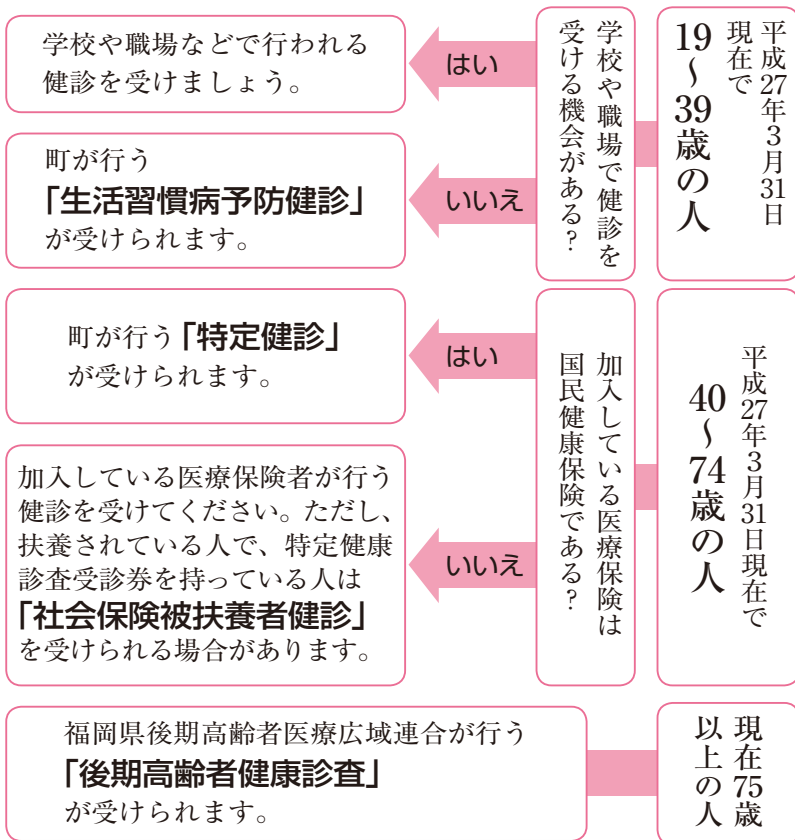 平成27年3月31日
現在で
19～39歳の人
学校や職場で健診を
受ける機会がある?
はい
学校や職場などで行われる
健診を受けましょう。
いいえ
町が行う
「生活習慣病予防健診」
が受けられます。
平成27年3月31日現在で
40～74歳の人
加入している医療保険は
国民健康保険である?
はい
町が行う「特定健診」
が受けられます。
いいえ
加入している医療保険者が行う
健診を受けてください。ただし、
扶養されている人で、特定健康
診査受診券を持っている人は
「社会保険被扶養者健診」
を受けられる場合があります。
現在75歳
以上の人
福岡県後期高齢者医療広域連合が行う
「後期高齢者健康診査」
が受けられます。